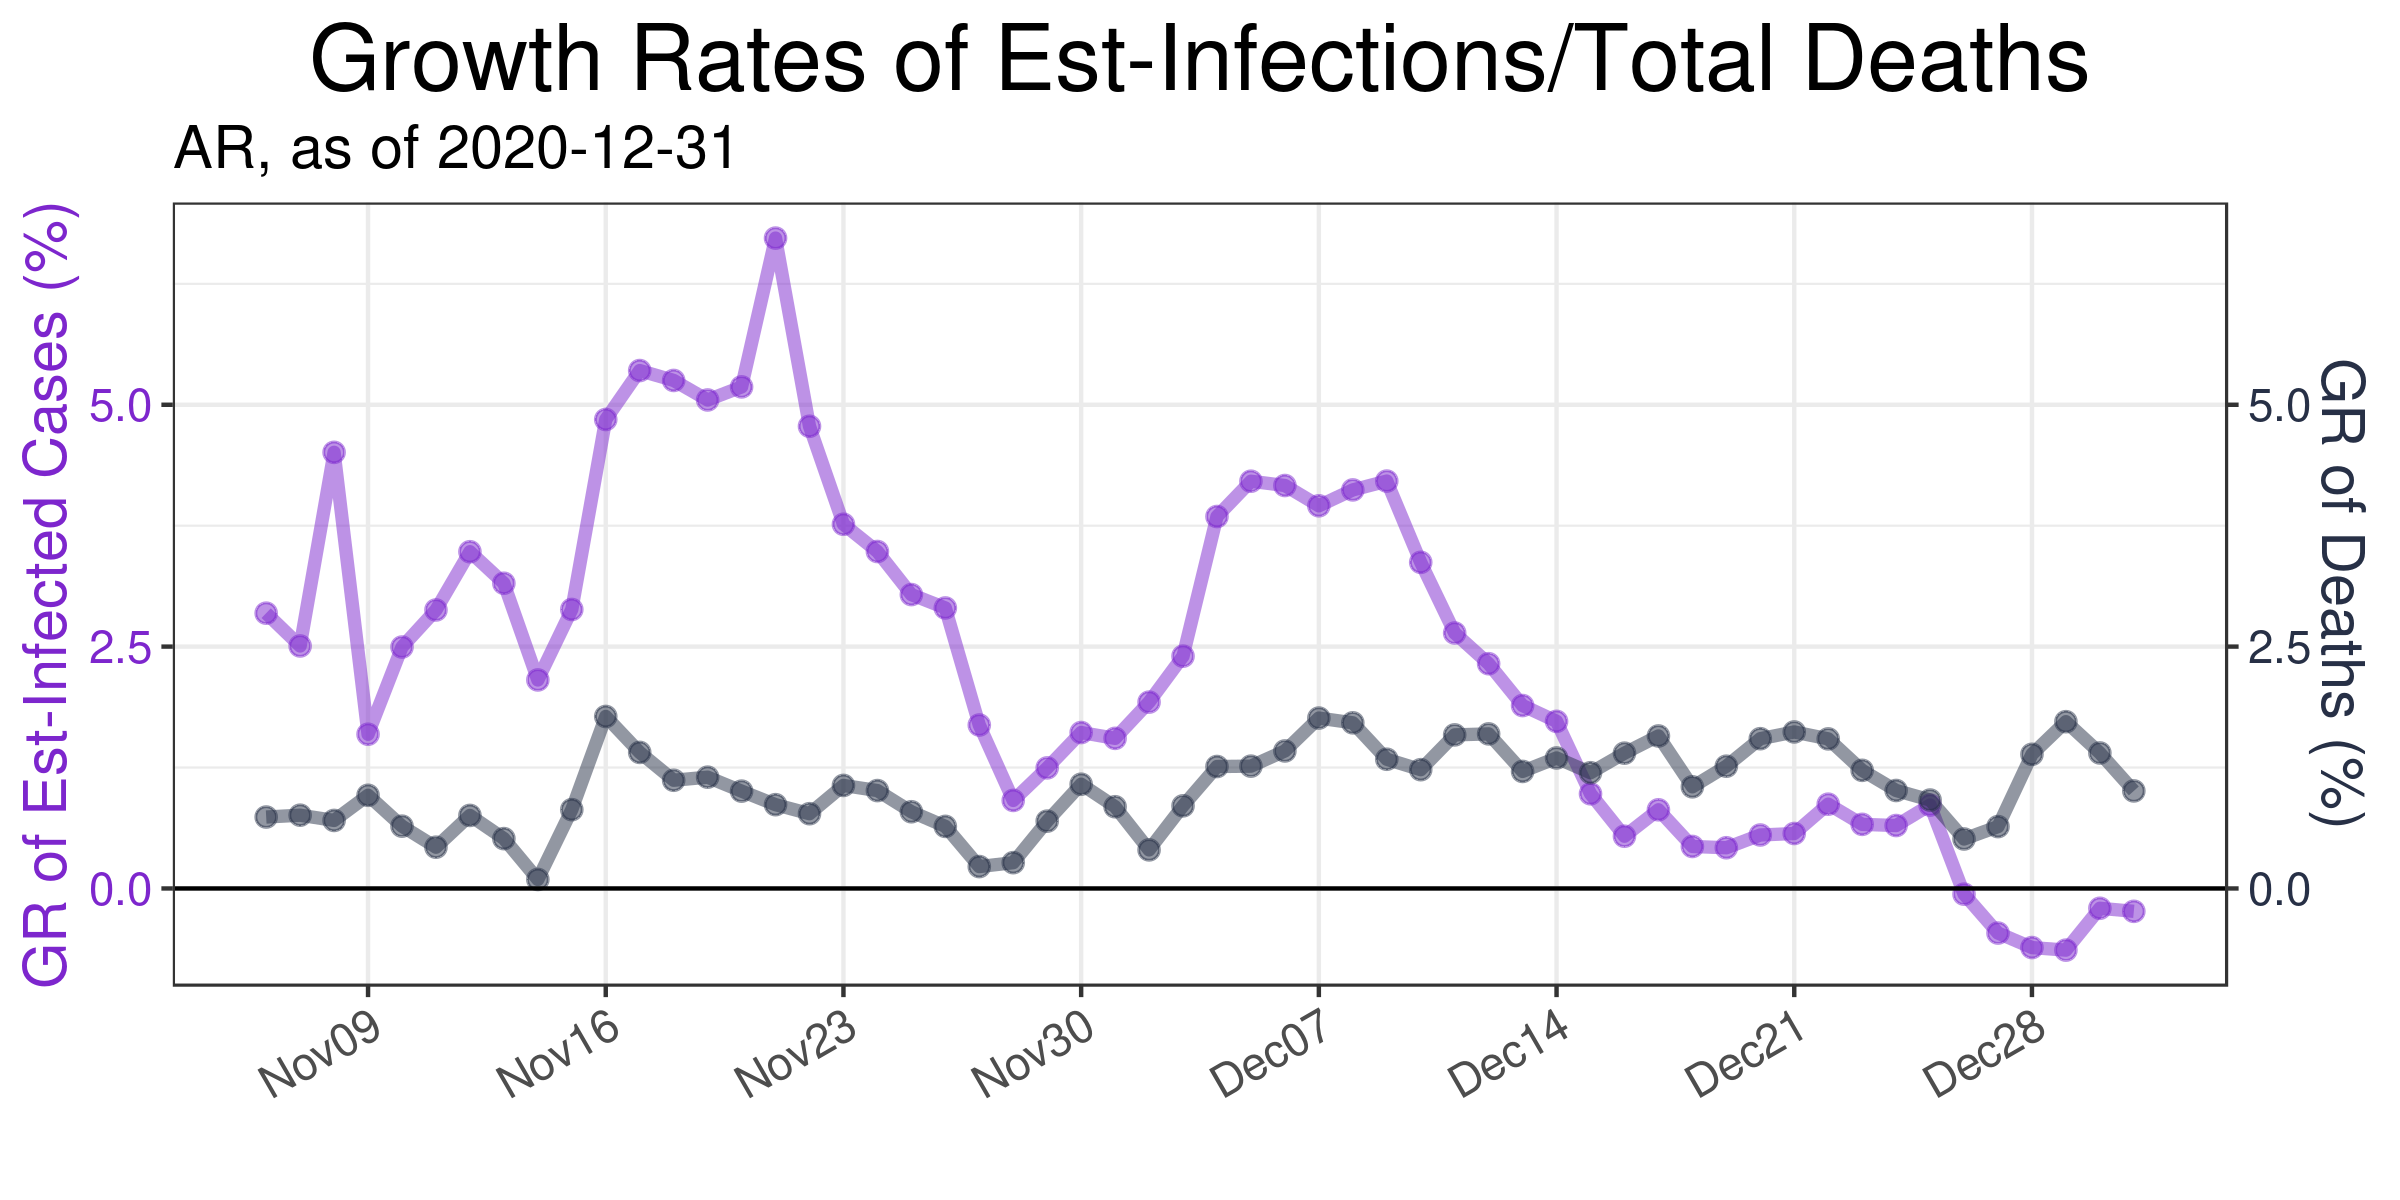 Growth Rates of Est-Infections/Total Deaths
AR, as of 2020-12-31
GR of Est-Infected Cases (%)
5.0
2.5
0.0
5.0
2.5
0.0
GR of Deaths (%)
Nov09
Nov16
Nov23
Nov30
Dec07
Dec14
Dec21
Dec28